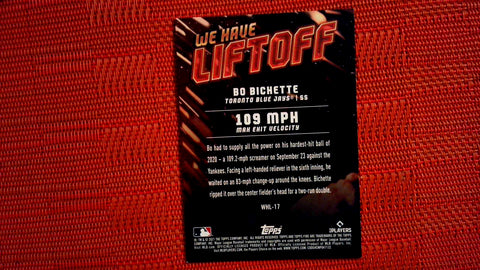 WE HAVE
LIFTOFF
BO BICHETTE
TORONTO BLUE JAYS® | SS
109 MPH
MAX EXIT VELOCITY
Bo had to supply all the power on his hardest-hit ball of
2020 – a 109.2-mph screamer on September 23 against the
Yankees. Facing a left-handed reliever in the sixth inning, he
waited on an 83-mph change-up around the knees. Bichette
ripped it over the center fielder's head for a two-run double.
WHL-17
Topps
PLAYERS